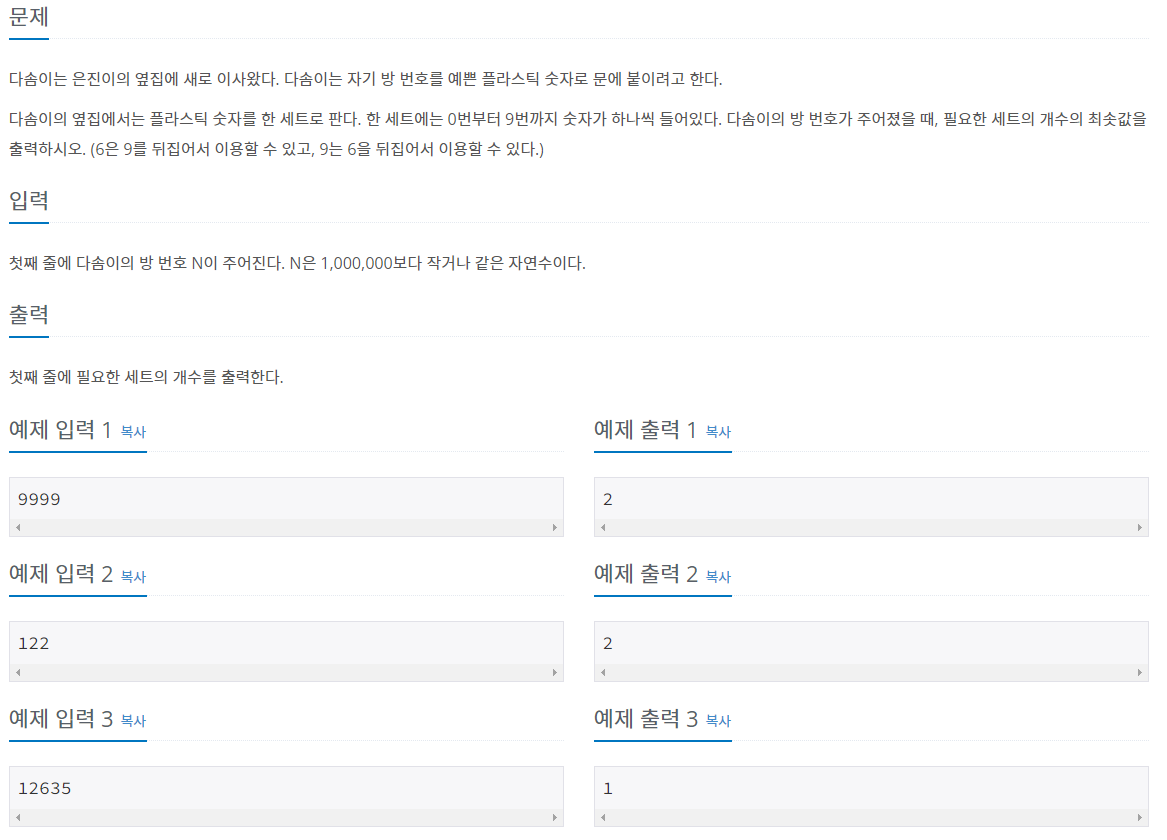 문제
다솜이는 은진이의 옆집에 새로 이사왔다. 다솜이는 자기 방 번호를 예쁜 플라스틱 숫자로 문에 붙이려고 한다.
다솜이의 옆집에서는 플라스틱 숫자를 한 세트로 판다. 한 세트에는 0번부터 9번까지 숫자가 하나씩 들어있다. 다솜이의 방 번호가 주어졌을 때, 필요한 세트의 개수의 최솟값을
출력하시오. (6은 9를 뒤집어서 이용할 수 있고, 9는 6을 뒤집어서 이용할 수 있다.)
입력
첫째 줄에 다솜이의 방 번호 N이 주어진다. N은 1,000,000보다 작거나 같은 자연수이다.
출력
첫째 줄에 필요한 세트의 개수를 출력한다.
예제 입력 1 복사
9999
예제 출력 1 복사
2
예제 입력 2 복사
122
예제 출력 2 복사
2
예제 입력 3 복사
12635
예제 출력 3 복사
1